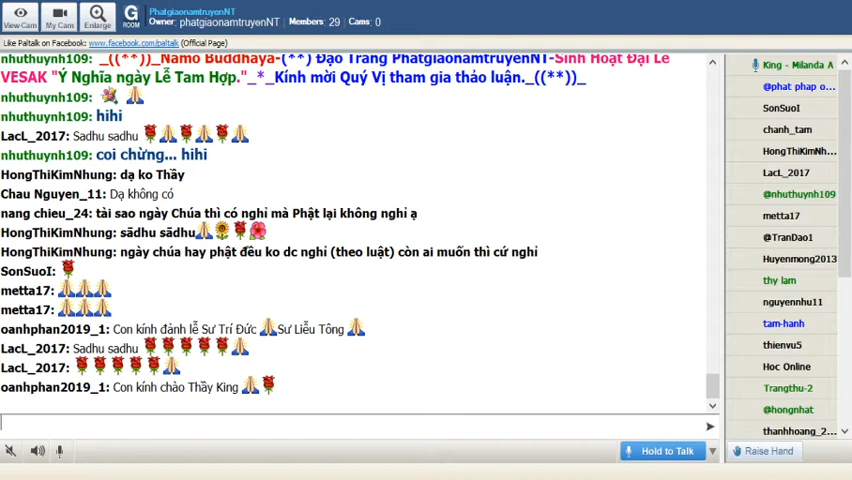 View Cam
My Cam
Enlarge
G
ROOM
PhatgiaonamtruyenNT
Owner: phatgiaonamtruyenNT Members: 29 Cams: 0
Like Paltalk on Facebook: www.facebook.com/paltalk (Official Page)
nhuthuynh109: _((**))_Namo Buddhaya-(**) Đạo Tràng PhatgiaonamtruyenNT-Sinh Hoạt Đại Lễ
VESAK "Ý Nghĩa ngày Lễ Tam Hợp."_*_Kính mời Quý Vị tham gia thảo luận._((**))_
nhuthuynh109:
nhuthuynh109: hihi
LacL_2017: Sadhu sadhu
nhuthuynh109: coi chừng... hihi
HongThiKimNhung: dạ ko Thầy
Chau Nguyen_11: Dạ không có
nang chieu_24: tài sao ngày Chúa thì có nghỉ mà Phật lại không nghỉ ạ
HongThiKimNhung: sādhu sādhu
HongThiKimNhung: ngày chúa hay phật đều ko dc nghỉ (theo luật) còn ai muốn thì cứ nghỉ
SonSuoI:
metta17:
metta17:
oanhphan2019_1: Con kính đảnh lễ Sư Trí Đức Sư Liễu Tông
LacL_2017: Sadhu sadhu
LacL_2017:
oanhphan2019_1: Con kính chào Thầy King
Hold to Talk
King - Milanda A
@phat phap o...
SonSuoI
chanh_tam
HongThiKimNh...
LacL_2017
@nhuthuynh109
metta17
@TranDao1
Huyenmong2013
thy lam
nguyennhu11
tam-hanh
thienvu5
Hoc Online
Trangthu-2
@hongnhat
thanhhoang_2...
Raise Hand